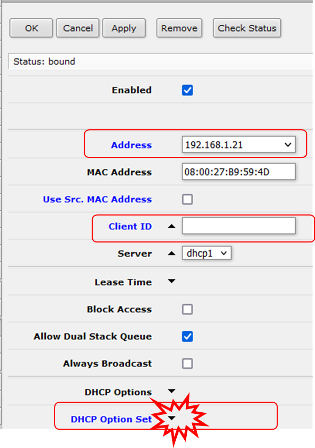 OK Cancel Apply Remove Check Status
Status: bound
Enabled
Address 192.168.1.21
MAC Address 08:00:27:B9:59:4D
Use Src. MAC Address
Client ID
Server dhcp1
Lease Time
Block Access
Allow Dual Stack Queue
Always Broadcast
DHCP Options
DHCP Option Set